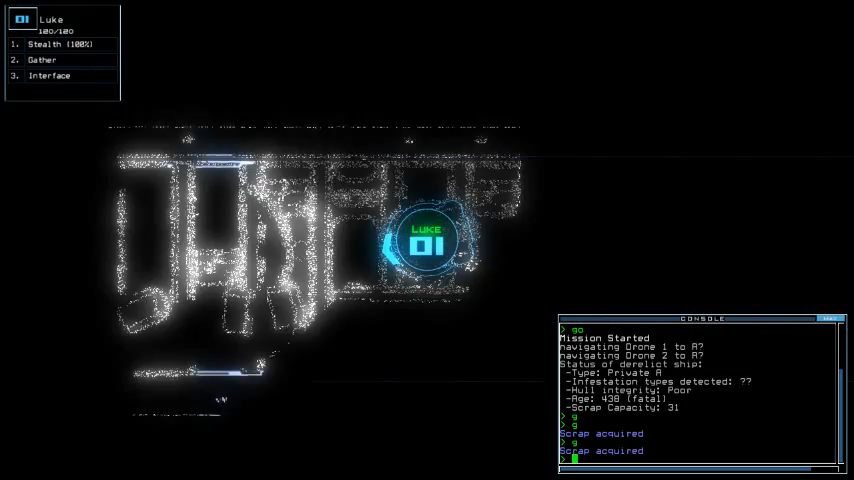 01 Luke
120/120
1. Stealth (100%)
2. Gather
3. Interface
LUKE
01
CONSOLE
> go
Mission Started
navigating Drone 1 to A?
navigating Drone 2 to A?
Status of derelict ship:
-Type: Private A
-Infestation types detected: ??
-Hull integrity: Poor
-Age: 438 (fatal)
-Scrap Capacity: 31
> g
> g
Scrap acquired
> g
Scrap acquired
>